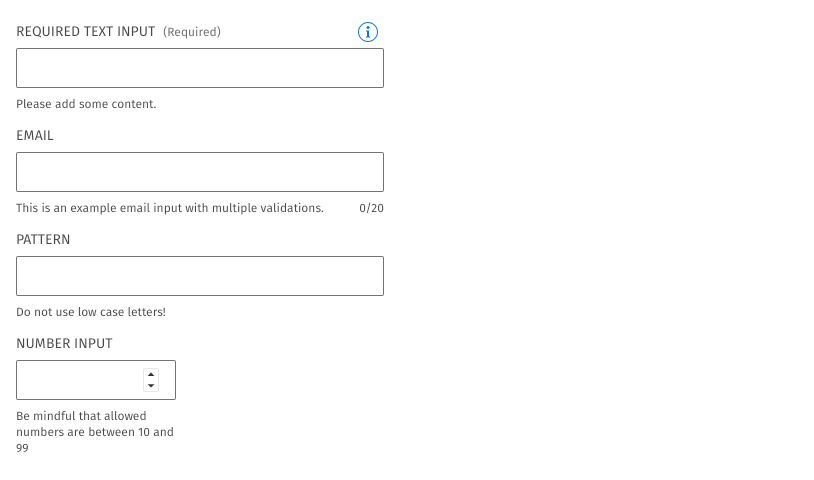 REQUIRED TEXT INPUT (Required)
Please add some content.
EMAIL
This is an example email input with multiple validations. 0/20
PATTERN
Do not use low case letters!
NUMBER INPUT
Be mindful that allowed
numbers are between 10 and
99